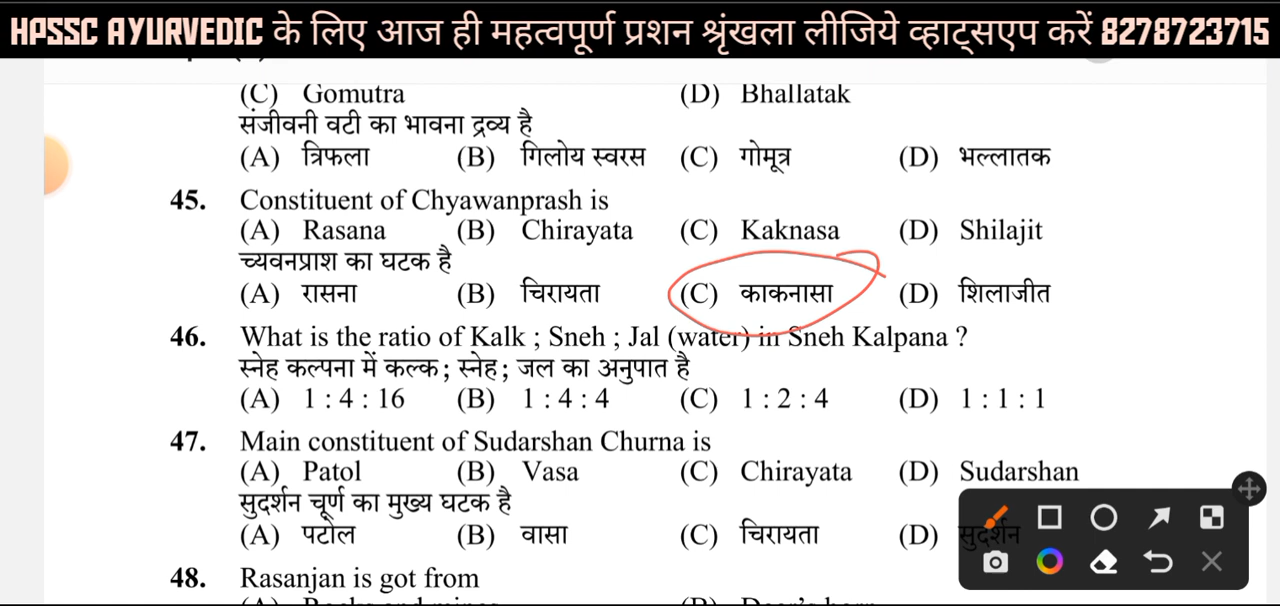 HPSSC AYURVEDIC के लिए आज ही महत्वपूर्ण प्रशन श्रृंखला लीजिये व्हाट्सएप करें 8278723715
(C) Gomutra (D) Bhallatak
संजीवनी वटी का भावना द्रव्य है
(A) त्रिफला (B) गिलोय स्वरस (C) गोमूत्र (D) भल्लातक
45. Constituent of Chyawanprash is
(A) Rasana (B) Chirayata (C) Kaknasa (D) Shilajit
च्यवनप्राश का घटक है
(A) रासना (B) चिरायता (C) काकनासा (D) शिलाजीत
46. What is the ratio of Kalk ; Sneh ; Jal (water) in Sneh Kalpana ?
स्नेह कल्पना में कल्क; स्नेह; जल का अनुपात है
(A) 1 : 4 : 16 (B) 1 : 4 : 4 (C) 1 : 2 : 4 (D) 1 : 1 : 1
47. Main constituent of Sudarshan Churna is
(A) Patol (B) Vasa (C) Chirayata (D) Sudarshan
सुदर्शन चूर्ण का मुख्य घटक है
(A) पटोल (B) वासा (C) चिरायता (D) सुदर्शन
48. Rasanjan is got from